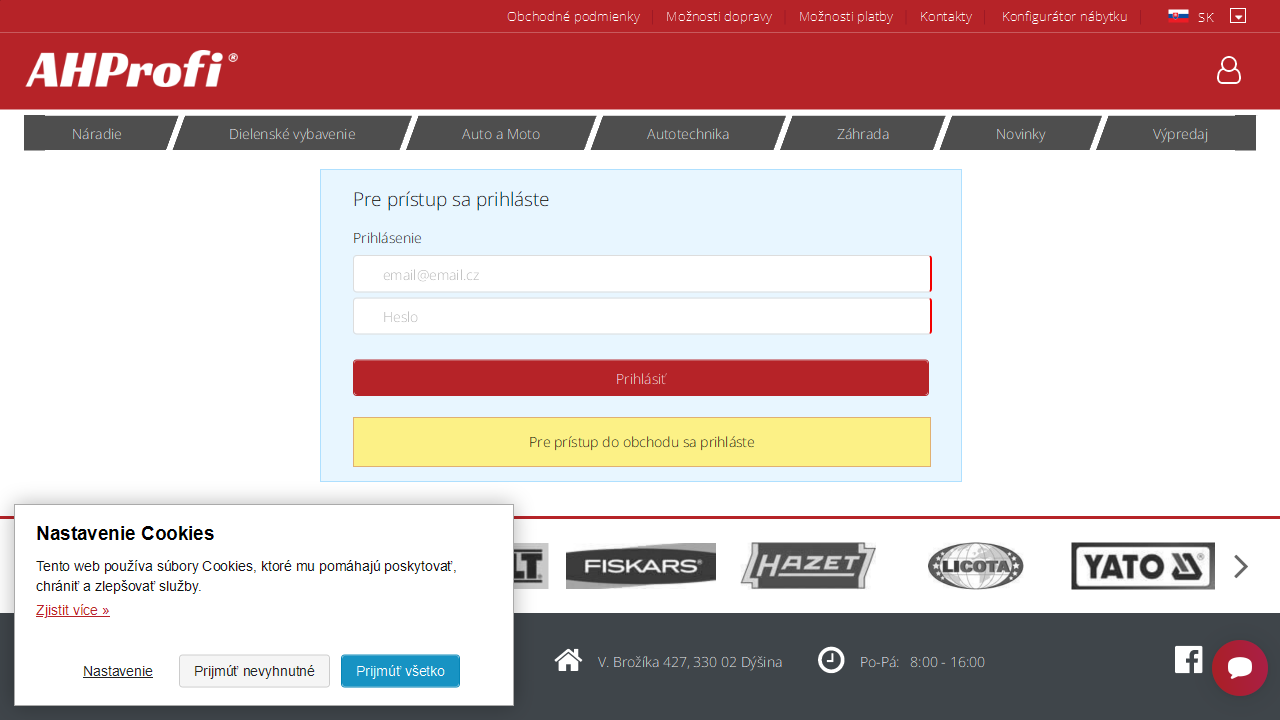 Obchodné podmienky Možnosti dopravy Možnosti platby Kontakty Konfigurátor nábytku SK
AHProfi ®
Náradie Dielenské vybavenie Auto a Moto Autotechnika Záhrada Novinky Výpredaj
Pre prístup sa prihláste
Prihlásenie
email@email.cz
Heslo
Prihlásiť
Pre prístup do obchodu sa prihláste
Nastavenie Cookies
Tento web používa súbory Cookies, ktoré mu pomáhajú poskytovať,
chrániť a zlepšovať služby.
Zjistit více »
Nastavenie Prijmúť nevyhnutné Prijmúť všetko
FISKARS® HAZET LICOTA YATO
V. Brožíka 427, 330 02 Dýšina Po-Pá: 8:00 - 16:00